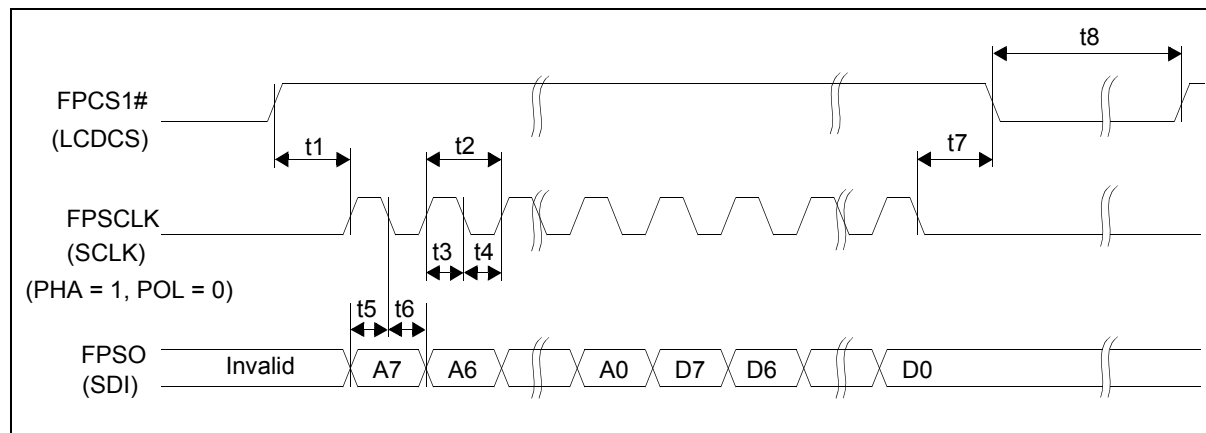 t8
FPCS1#
(LCDCS)
t1
t2
t7
FPSCLK
(SCLK)
(PHA = 1, POL = 0)
t3
t4
t5
t6
FPSO
(SDI)
Invalid
A7
A6
A0
D7
D6
D0